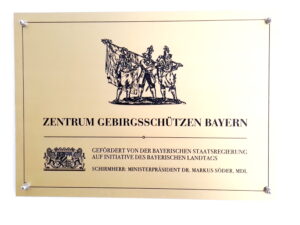 ZENTRUM GEBIRGSSCHÜTZEN BAYERN
GEFÖRDERT VON DER BAYERISCHEN STAATSREGIERUNG
AUF INITIATIVE DES BAYERISCHEN LANDTAGS
SCHIRMHERR: MINISTERPRÄSIDENT DR. MARKUS SÖDER, MDL